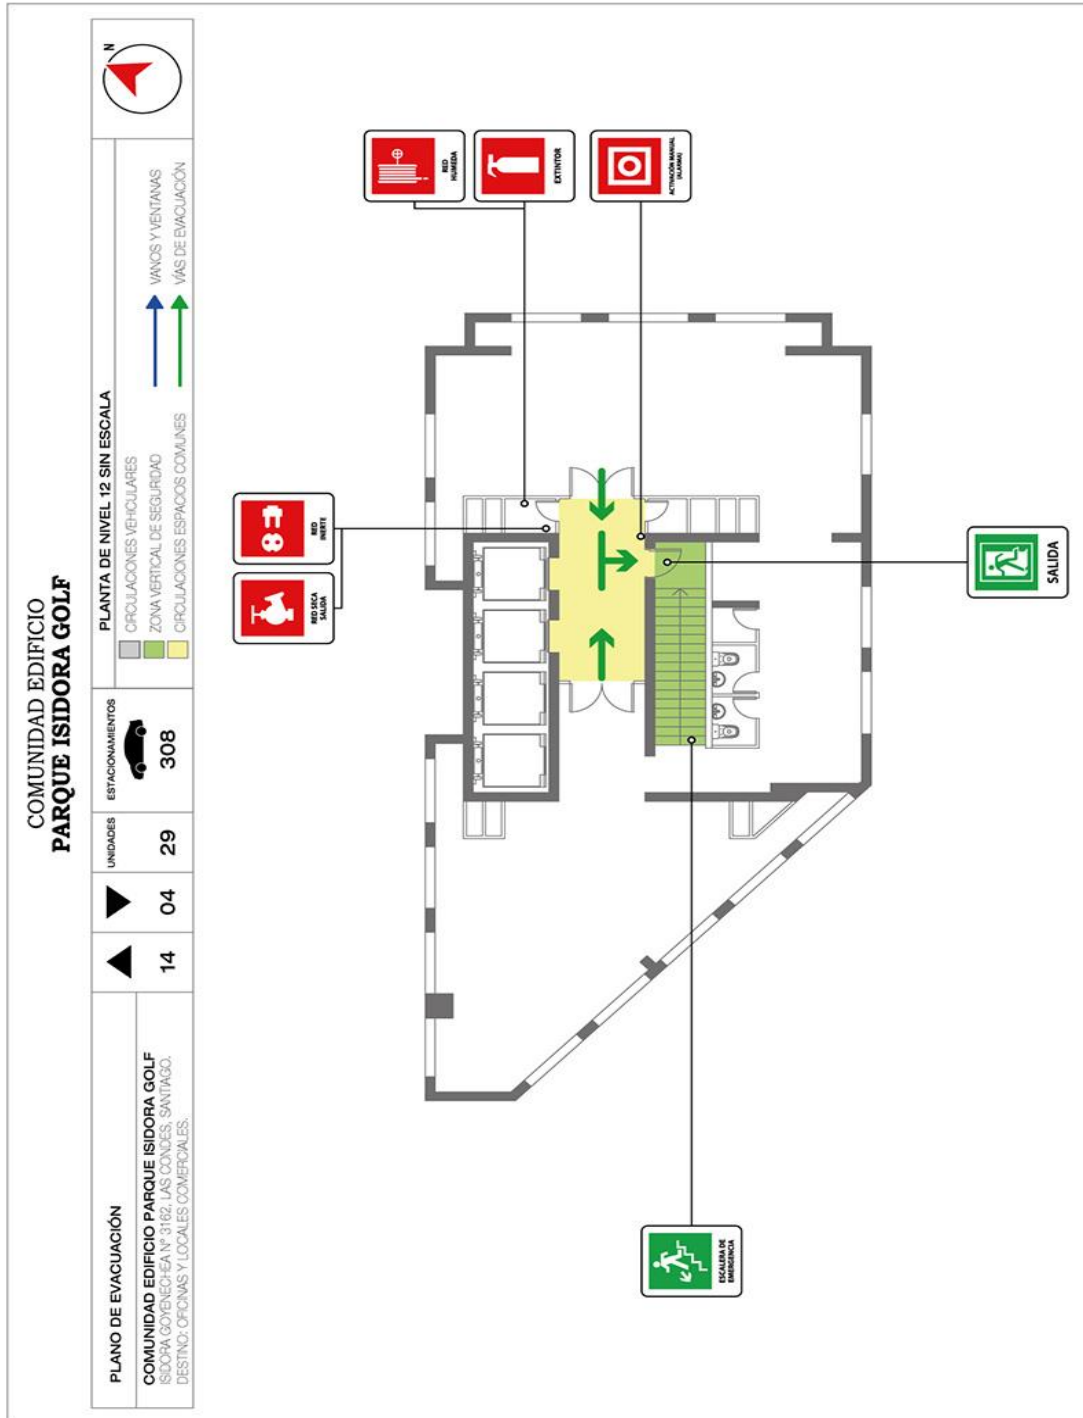 COMUNIDAD EDIFICIO
PARQUE ISIDORA GOLF
PLANO DE EVACUACIÓN
COMUNIDAD EDIFICIO PARQUE ISIDORA GOLF
ISIDORA GOYENECHEA Nº 3162, LAS CONDES, SANTIAGO.
DESTINO: OFICINAS Y LOCALES COMERCIALES.
14
04
UNIDADES
29
ESTACIONAMIENTOS
308
PLANTA DE NIVEL 12 SIN ESCALA
CIRCULACIONES VEHICULARES
ZONA VERTICAL DE SEGURIDAD
CIRCULACIONES ESPACIOS COMUNES
VANOS Y VENTANAS
VÍAS DE EVACUACIÓN
N
RED SECA
SALIDA
RED
INERTE
RED
HUMEDA
EXTINTOR
ACTIVACIÓN MANUAL
(ALARMA)
ESCALERA DE
EMERGENCIA
SALIDA